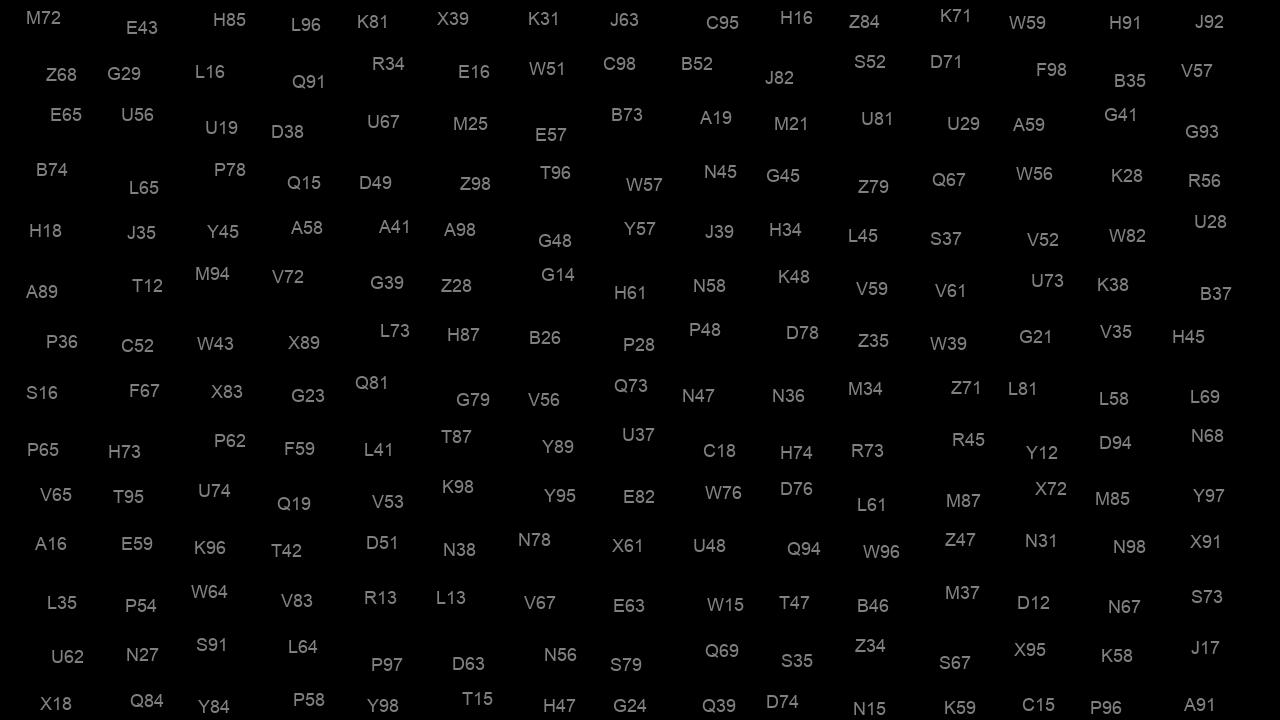 M72 E43 H85 L96 K81 X39 K31 J63 C95 H16 Z84 K71 W59 H91 J92
Z68 G29 L16 Q91 R34 E16 W51 C98 B52 J82 S52 D71 F98 B35 V57
E65 U56 U19 D38 U67 M25 E57 B73 A19 M21 U81 U29 A59 G41 G93
B74 L65 P78 Q15 D49 Z98 T96 W57 N45 G45 Z79 Q67 W56 K28 R56
H18 J35 Y45 A58 A41 A98 G48 Y57 J39 H34 L45 S37 V52 W82 U28
A89 T12 M94 V72 G39 Z28 G14 H61 N58 K48 V59 V61 U73 K38 B37
P36 C52 W43 X89 L73 H87 B26 P28 P48 D78 Z35 W39 G21 V35 H45
S16 F67 X83 G23 Q81 G79 V56 Q73 N47 N36 M34 Z71 L81 L58 L69
P65 H73 P62 F59 L41 T87 Y89 U37 C18 H74 R73 R45 Y12 D94 N68
V65 T95 U74 Q19 V53 K98 Y95 E82 W76 D76 L61 M87 X72 M85 Y97
A16 E59 K96 T42 D51 N38 N78 X61 U48 Q94 W96 Z47 N31 N98 X91
L35 P54 W64 V83 R13 L13 V67 E63 W15 T47 B46 M37 D12 N67 S73
U62 N27 S91 L64 P97 D63 N56 S79 Q69 S35 Z34 S67 X95 K58 J17
X18 Q84 Y84 P58 Y98 T15 H47 G24 Q39 D74 N15 K59 C15 P96 A91